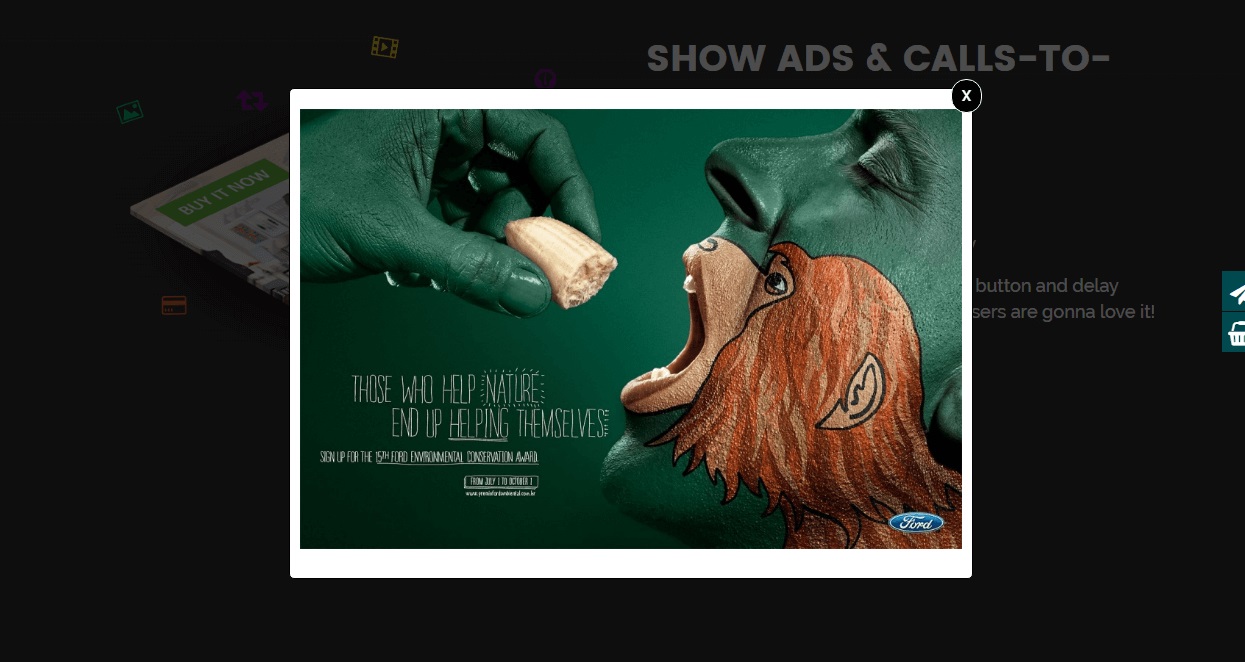 SHOW ADS & CALLS-TO-
X
BUY IT NOW
button and delay
sers are gonna love it!
THOSE WHO HELP NATURE
END UP HELPING THEMSELVES
SIGN UP FOR THE 15TH FORD ENVIRONMENTAL CONSERVATION AWARD.
FROM JULY 1 TO OCTOBER 3
Ford